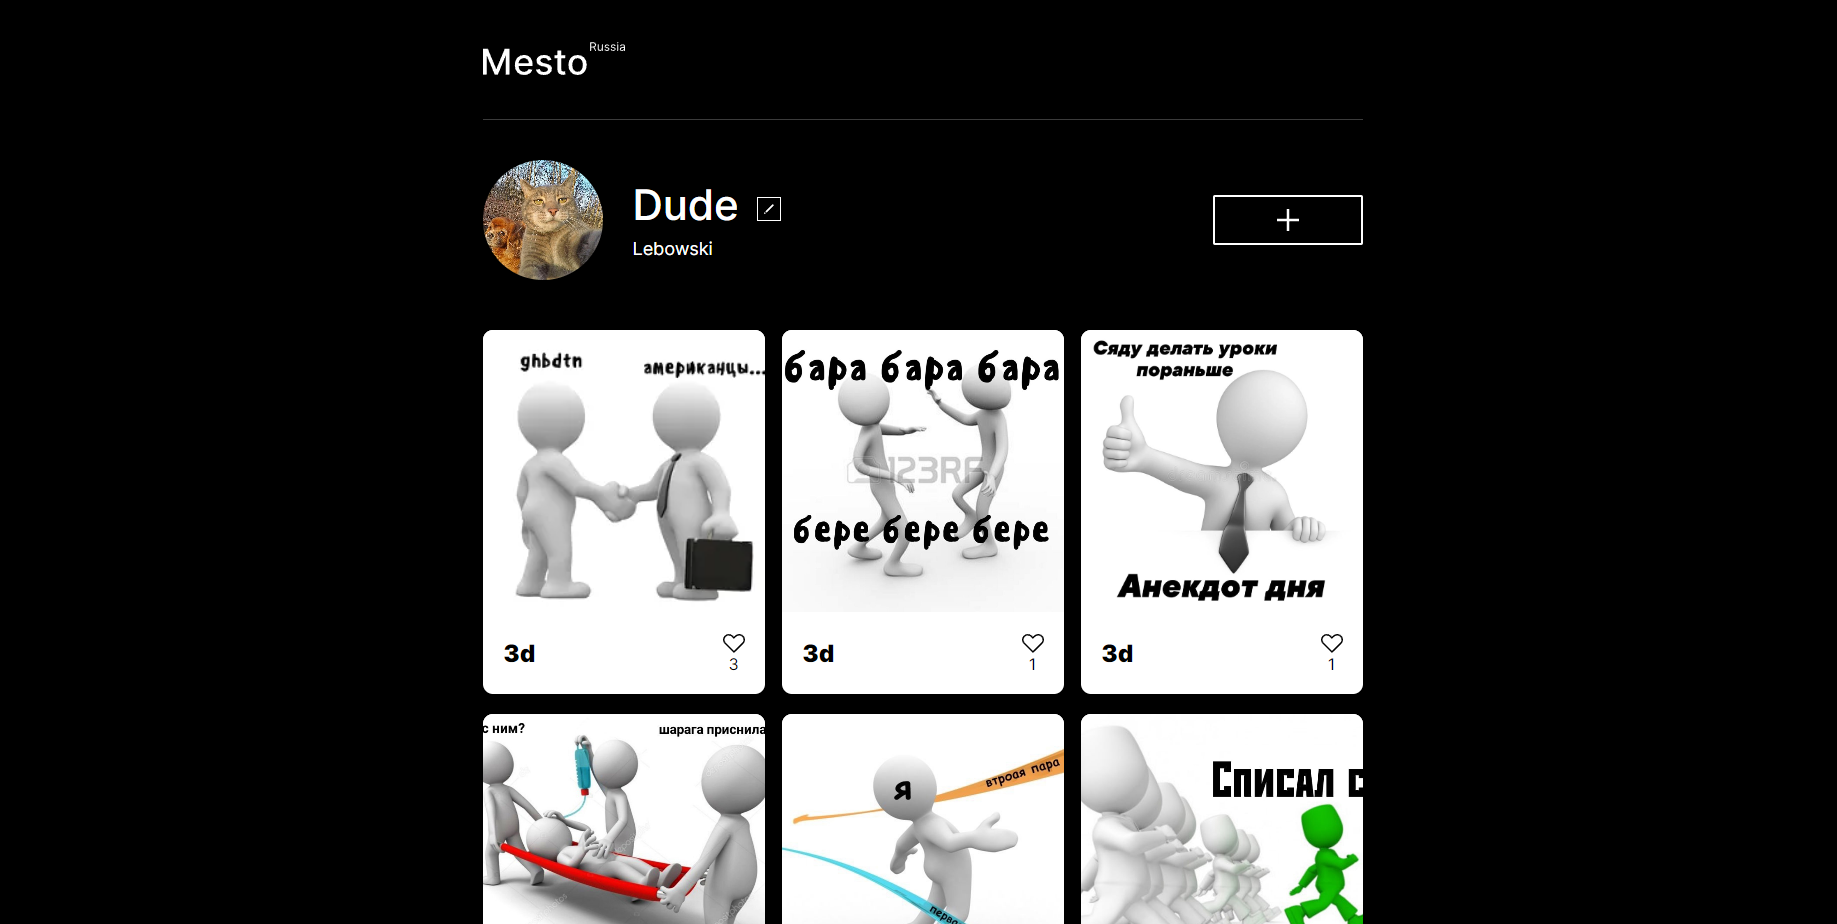 Mesto Russia
Dude
Lebowski
ghbdtn
американцы...
бара бара бара
123RF
бере бере бере
Сяду делать уроки
пораньше
Анекдот дня
3d
3
3d
1
3d
1
с ним?
шарага приснила
я
втроая пара
Списал с